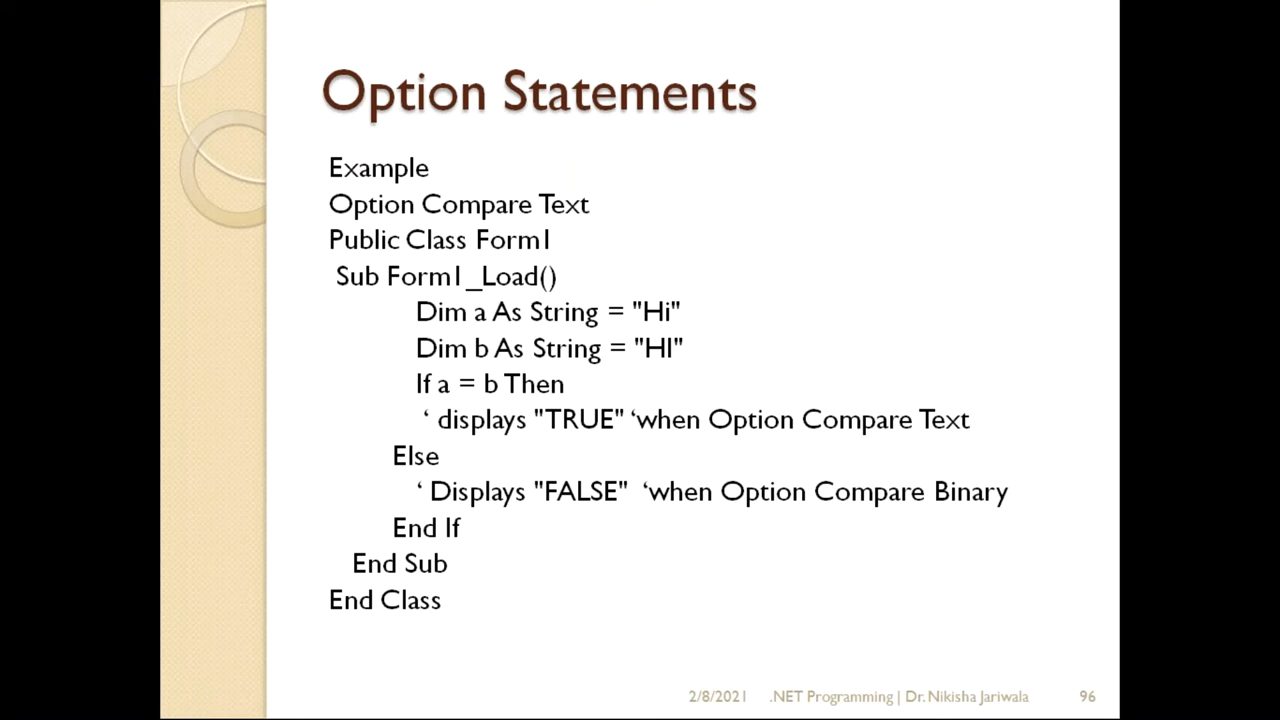 Option Statements
Example
Option Compare Text
Public Class Form1
Sub Form1_Load()
Dim a As String = "Hi"
Dim b As String = "HI"
If a = b Then
‘ displays "TRUE" ‘when Option Compare Text
Else
‘ Displays "FALSE" ‘when Option Compare Binary
End If
End Sub
End Class
2/8/2021 .NET Programming | Dr. Nikisha Jariwala 96